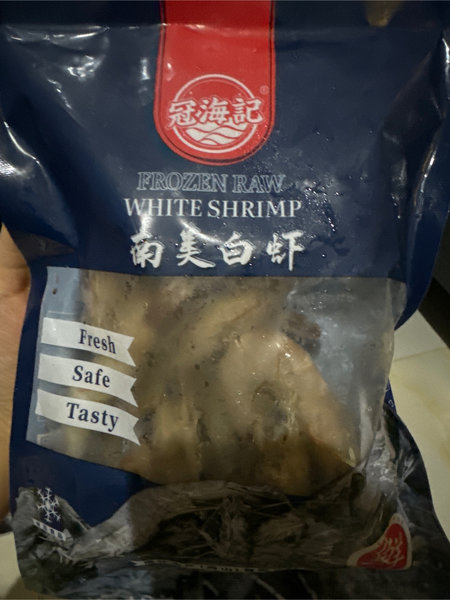 冠海記
®
FROZEN RAW
WHITE SHRIMP
南美白虾
Fresh
Safe
Tasty